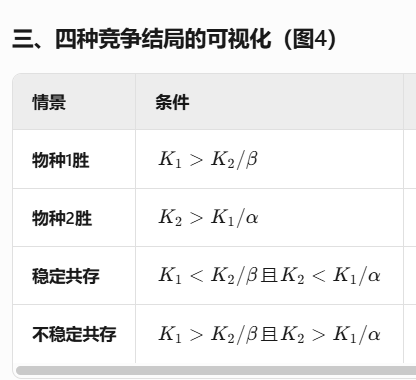 三、四种竞争结局的可视化（图4）
情景 条件
物种1胜 K₁ > K₂/β
物种2胜 K₂ > K₁/α
稳定共存 K₁ < K₂/β且K₂ < K₁/α
不稳定共存 K₁ > K₂/β且K₂ > K₁/α